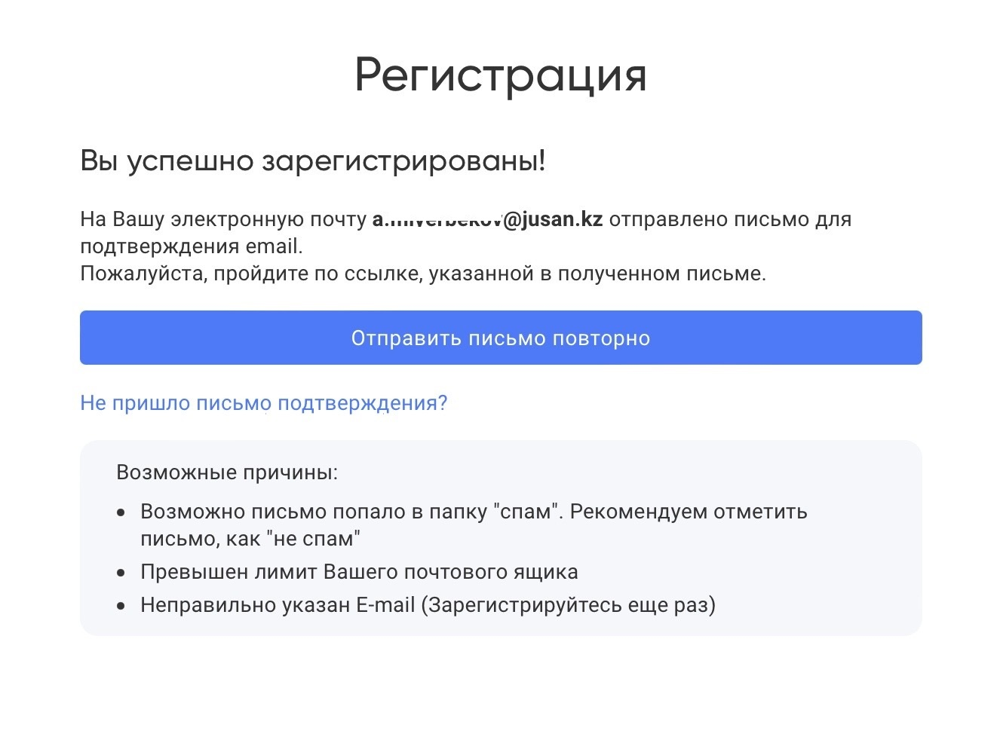 Регистрация
Вы успешно зарегистрированы!
На Вашу электронную почту @jusan.kz отправлено письмо для
подтверждения email.
Пожалуйста, пройдите по ссылке, указанной в полученном письме.
Отправить письмо повторно
Не пришло письмо подтверждения?
Возможные причины:
• Возможно письмо попало в папку "спам". Рекомендуем отметить
письмо, как "не спам"
• Превышен лимит Вашего почтового ящика
• Неправильно указан E-mail (Зарегистрируйтесь еще раз)